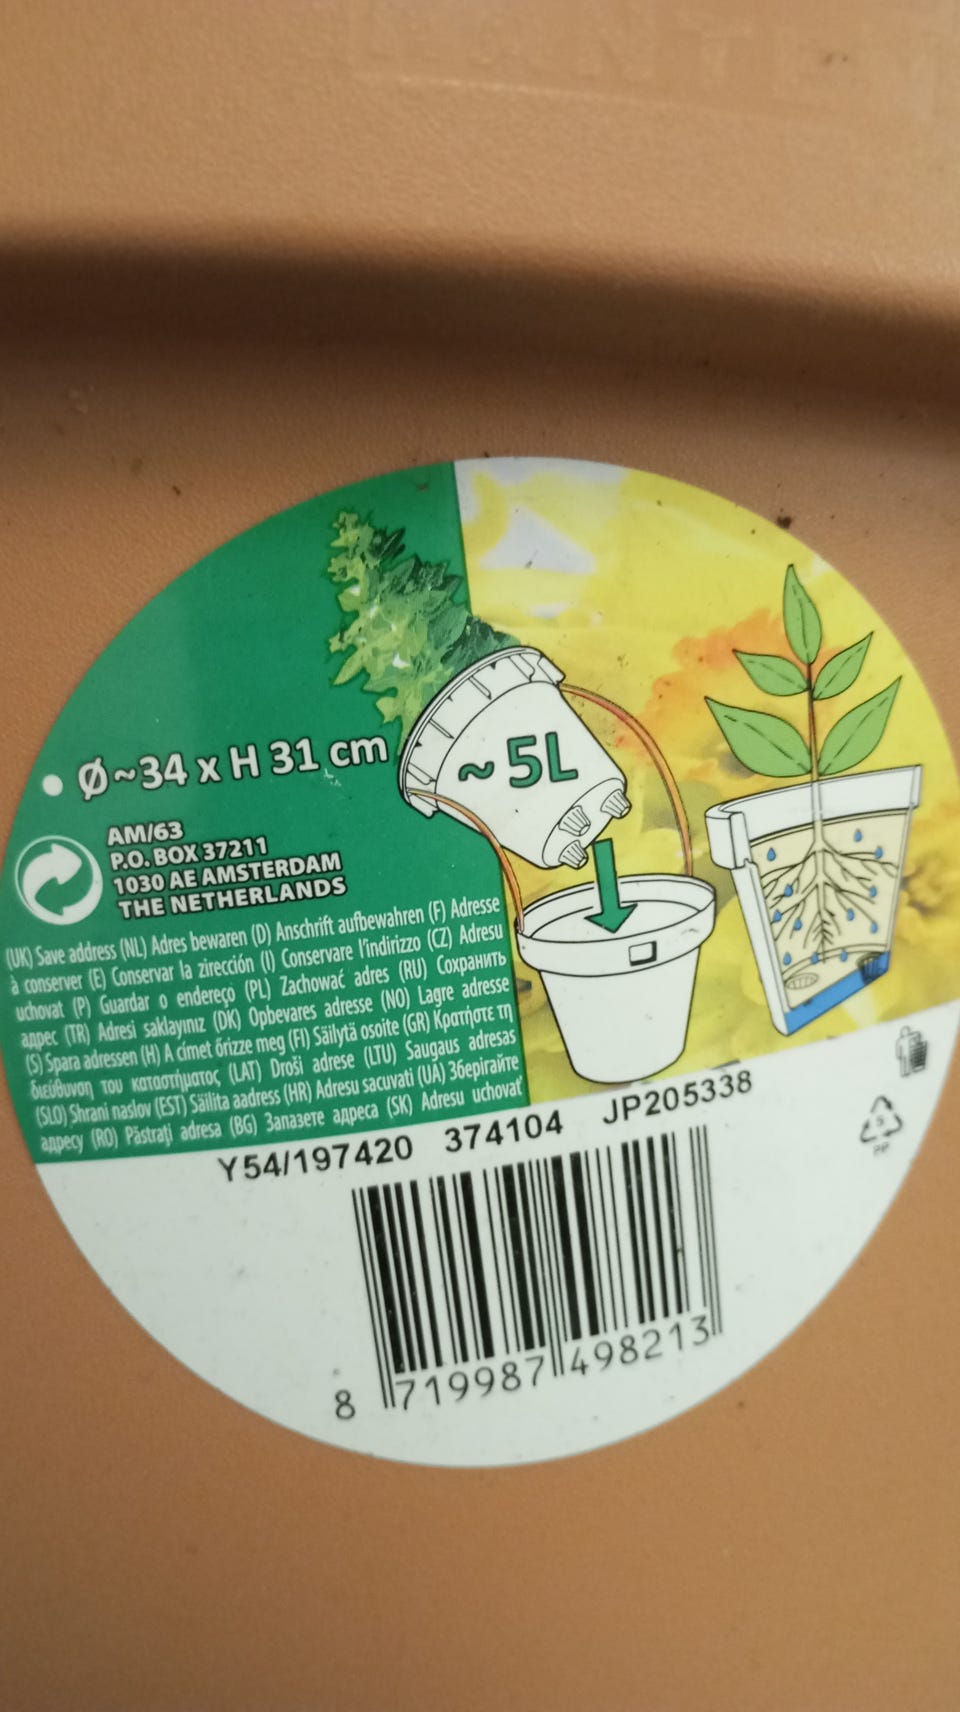 • Ø~34 x H 31 cm
~5L
AM/63
P.O. BOX 37211
1030 AE AMSTERDAM
THE NETHERLANDS
(UK) Save address (NL) Adres bewaren (D) Anschrift aufbewahren (F) Adresse
à conserver (E) Conservar la zirección (I) Conservare l'indirizzo (CZ) Adresu
uchovat (P) Guardar o endereço (PL) Zachować adres (RU) Сохранить
адрес (TR) Adresi saklayınız (DK) Opbevares adresse (NO) Lagre adresse
(S) Spara adressen (H) A címet őrizze meg (FI) Säilytä osoite (GR) Κρατήστε τη
διεύθυνση του καταστήματος (LAT) Droši adrese (LTU) Saugaus adresas
(SLO) Shrani naslov (EST) Säilita aadress (HR) Adresu sacuvati (UA) Зберігайте
адресу (RO) Păstrați adresa (BG) Запазете адреса (SK) Adresu uchovať
Y54/197420 374104 JP205338
5
PP
8 719987 498213